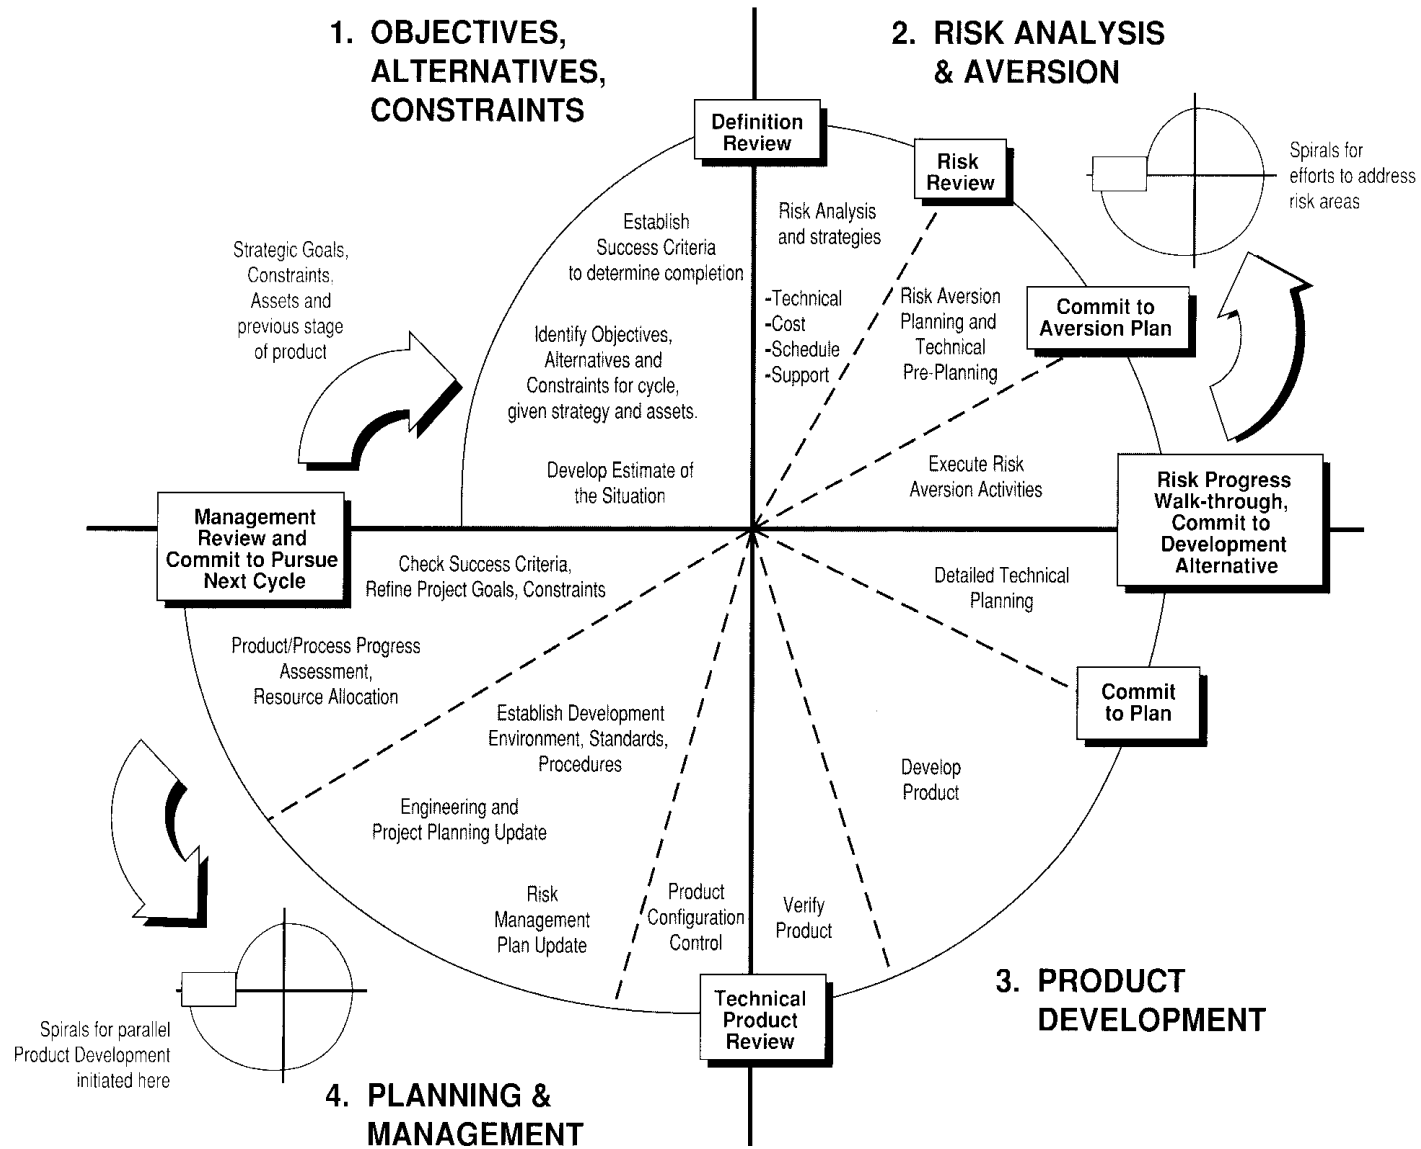 1. OBJECTIVES,
ALTERNATIVES,
CONSTRAINTS
2. RISK ANALYSIS
& AVERSION
Definition
Review
Risk
Review
Spirals for
efforts to address
risk areas
Strategic Goals,
Constraints,
Assets and
previous stage
of product
Establish
Success Criteria
to determine completion
Identify Objectives,
Alternatives and
Constraints for cycle,
given strategy and assets.
Develop Estimate of
the Situation
Risk Analysis
and strategies
-Technical
-Cost
-Schedule
-Support
Risk Aversion
Planning and
Technical
Pre-Planning
Commit to
Aversion Plan
Execute Risk
Aversion Activities
Risk Progress
Walk-through,
Commit to
Development
Alternative
Management
Review and
Commit to Pursue
Next Cycle
Check Success Criteria,
Refine Project Goals, Constraints
Product/Process Progress
Assessment,
Resource Allocation
Establish Development
Environment, Standards,
Procedures
Engineering and
Project Planning Update
Risk
Management
Plan Update
Product
Configuration
Control
Verify
Product
Develop
Product
Detailed Technical
Planning
Commit
to Plan
Technical
Product
Review
3. PRODUCT
DEVELOPMENT
Spirals for parallel
Product Development
initiated here
4. PLANNING &
MANAGEMENT